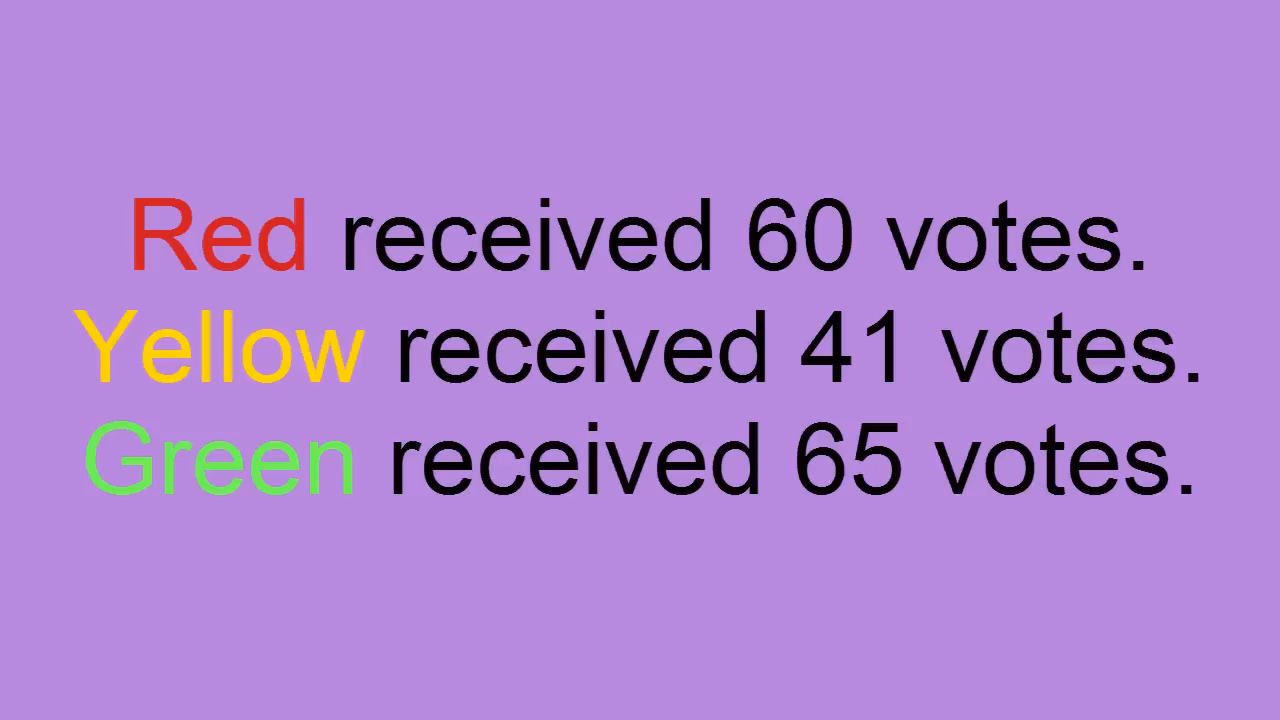 Red received 60 votes.
Yellow received 41 votes.
Green received 65 votes.